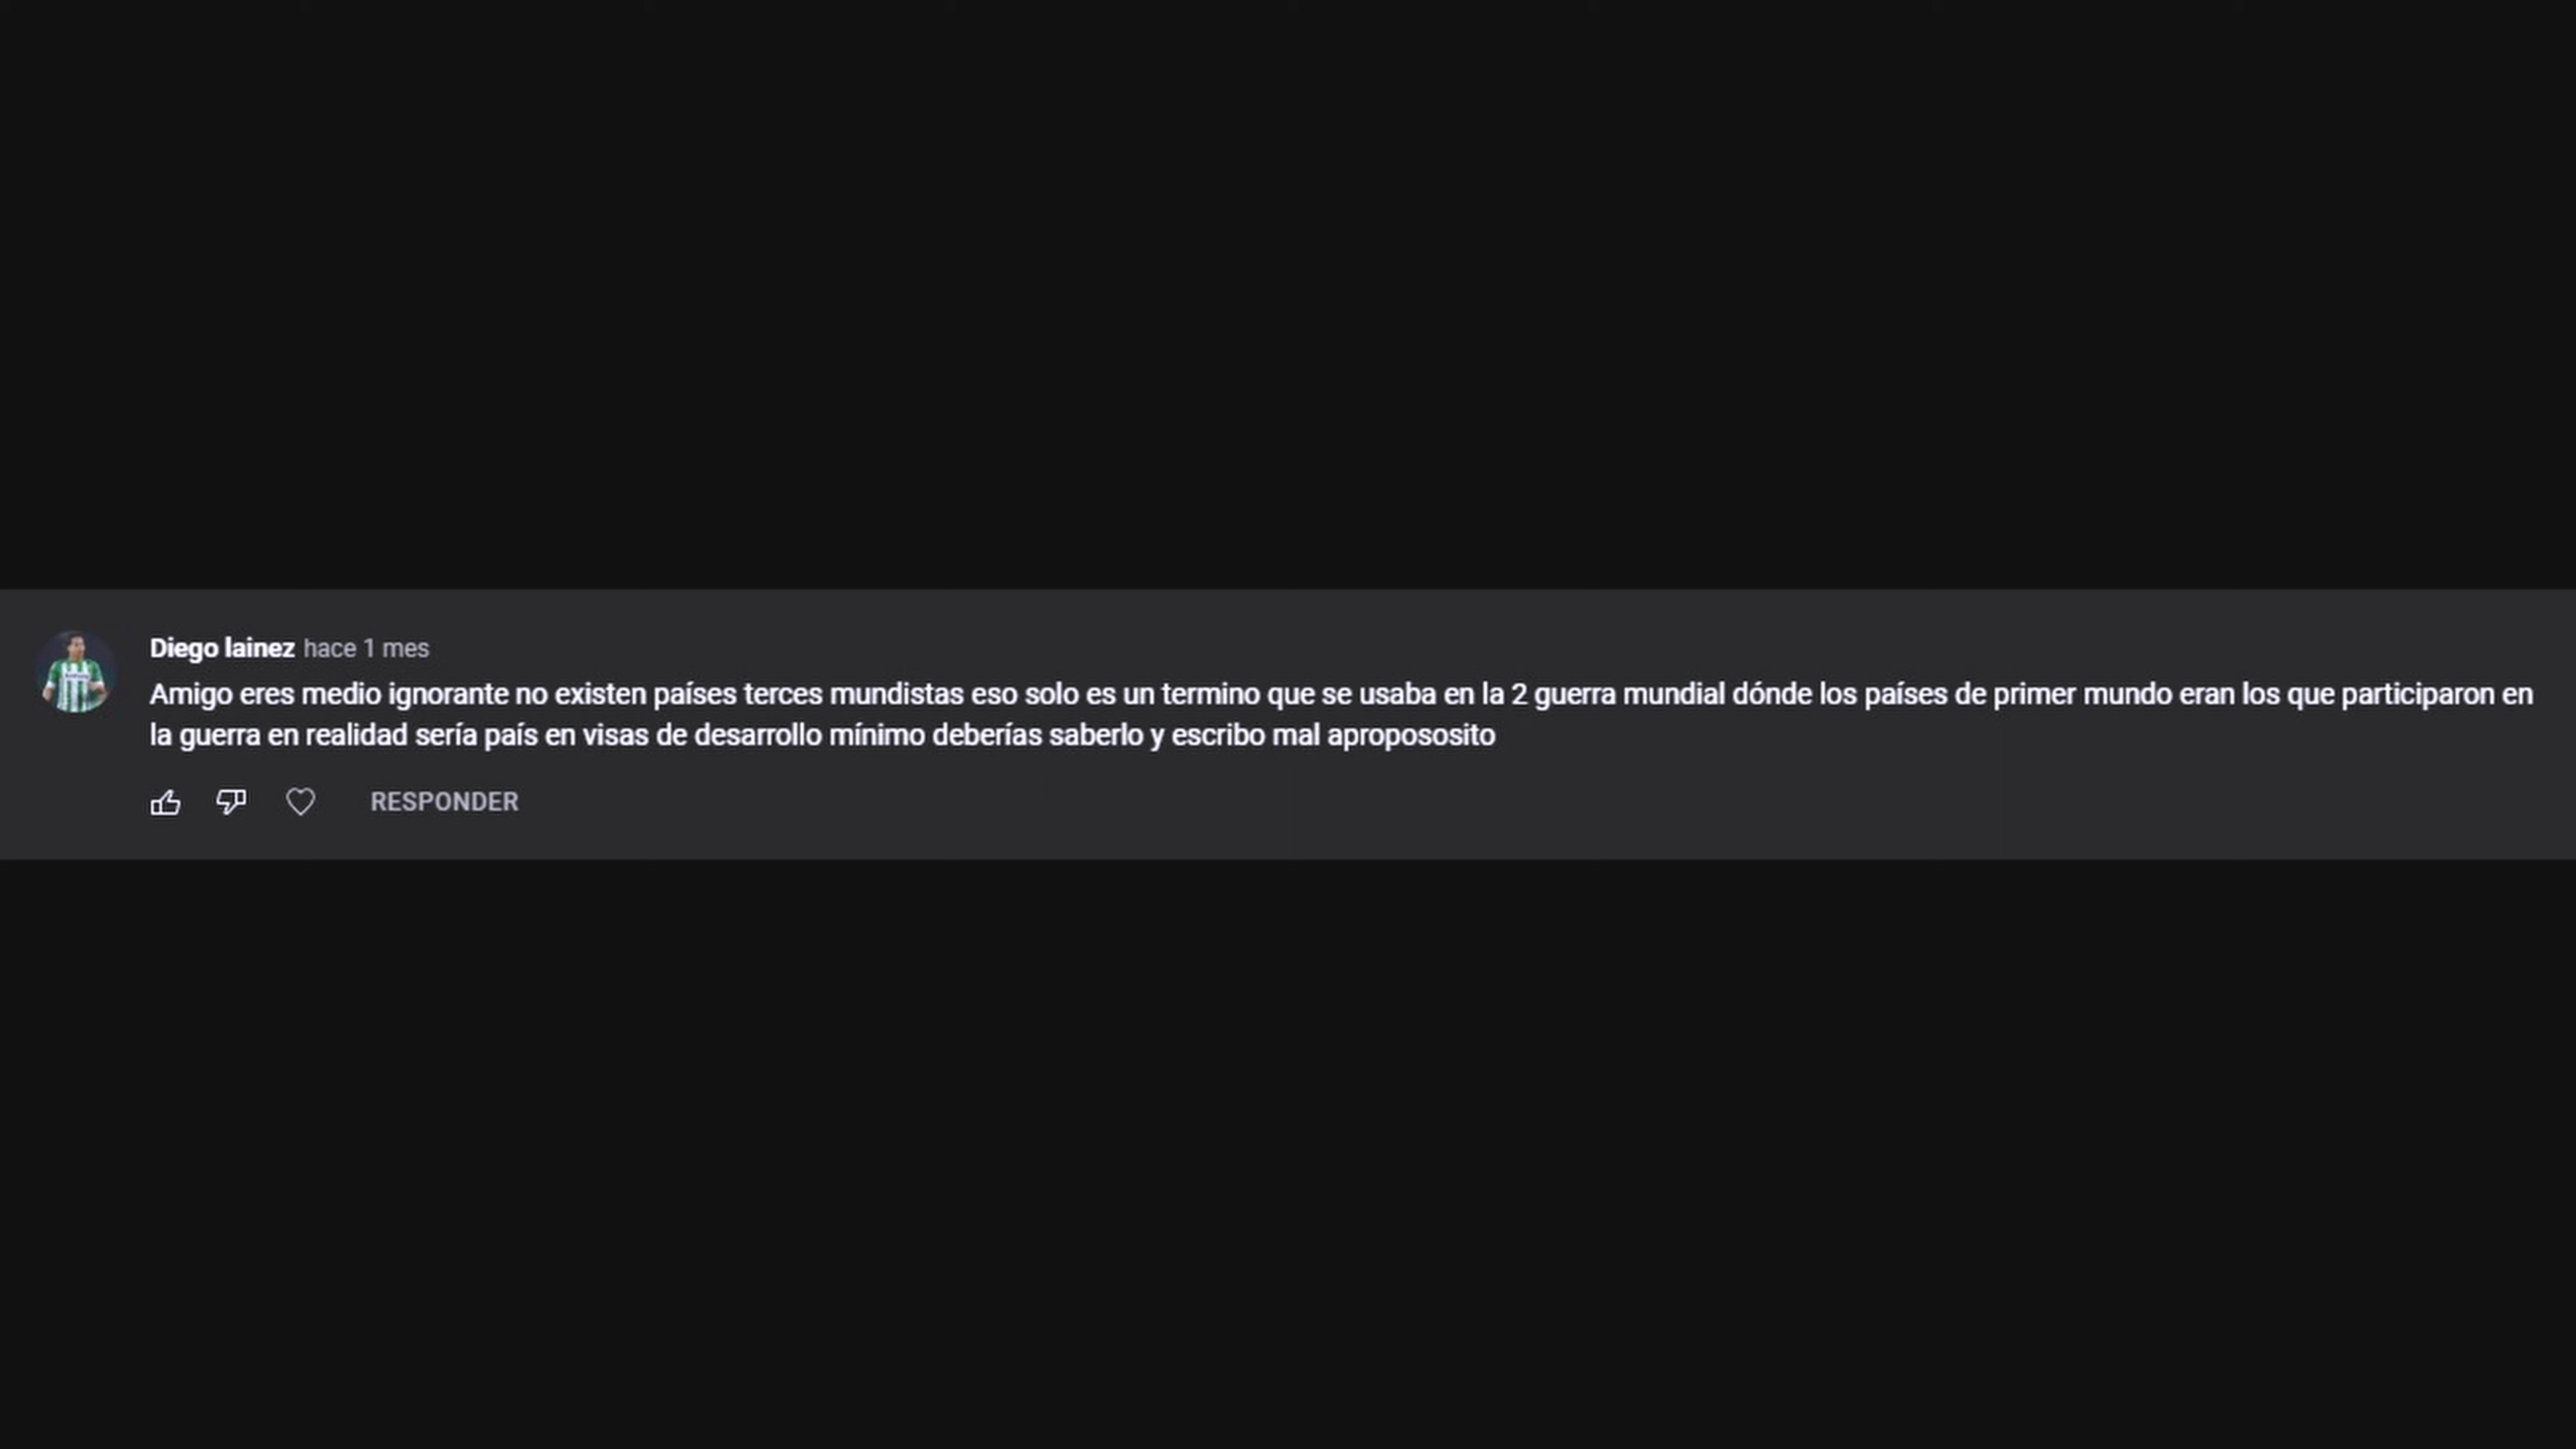 Diego lainez hace 1 mes
Amigo eres medio ignorante no existen países terces mundistas eso solo es un termino que se usaba en la 2 guerra mundial dónde los países de primer mundo eran los que participaron en
la guerra en realidad sería país en visas de desarrollo mínimo deberías saberlo y escribo mal apropososito
RESPONDER